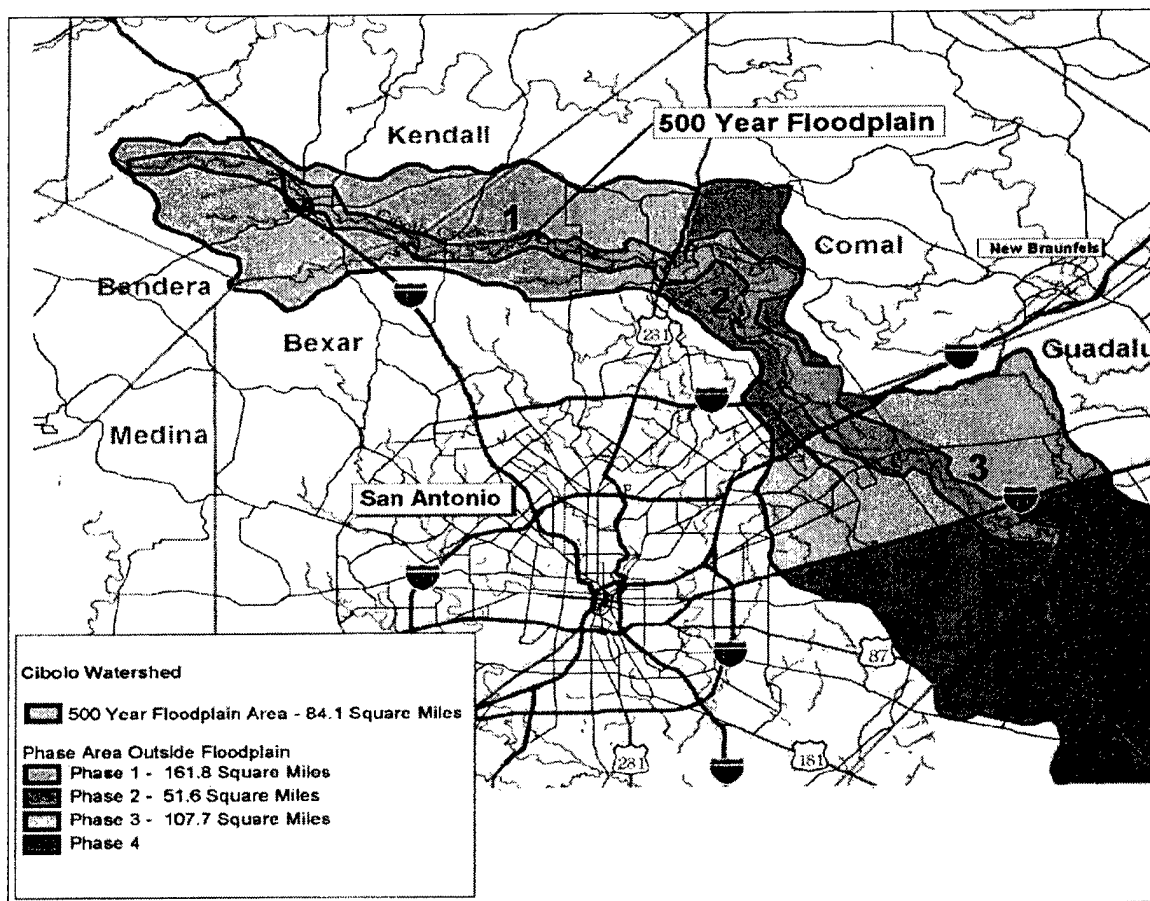 Kendall
500 Year Floodplain
1
Comal
New Braunfels
2
Bandera
Bexar
281
Guadalu
Medina
3
San Antonio
87
281
181
Cibolo Watershed
500 Year Floodplain Area - 84.1 Square Miles
Phase Area Outside Floodplain
Phase 1 - 161.8 Square Miles
Phase 2 - 51.6 Square Miles
Phase 3 - 107.7 Square Miles
Phase 4